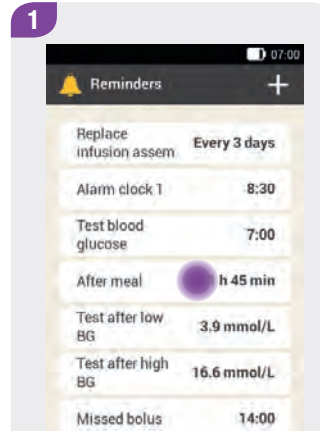 1
07:00
Reminders
Replace
infusion assem Every 3 days
Alarm clock 1 8:30
Test blood
glucose 7:00
After meal h 45 min
Test after low
BG 3.9 mmol/L
Test after high
BG 16.6 mmol/L
Missed bolus 14:00